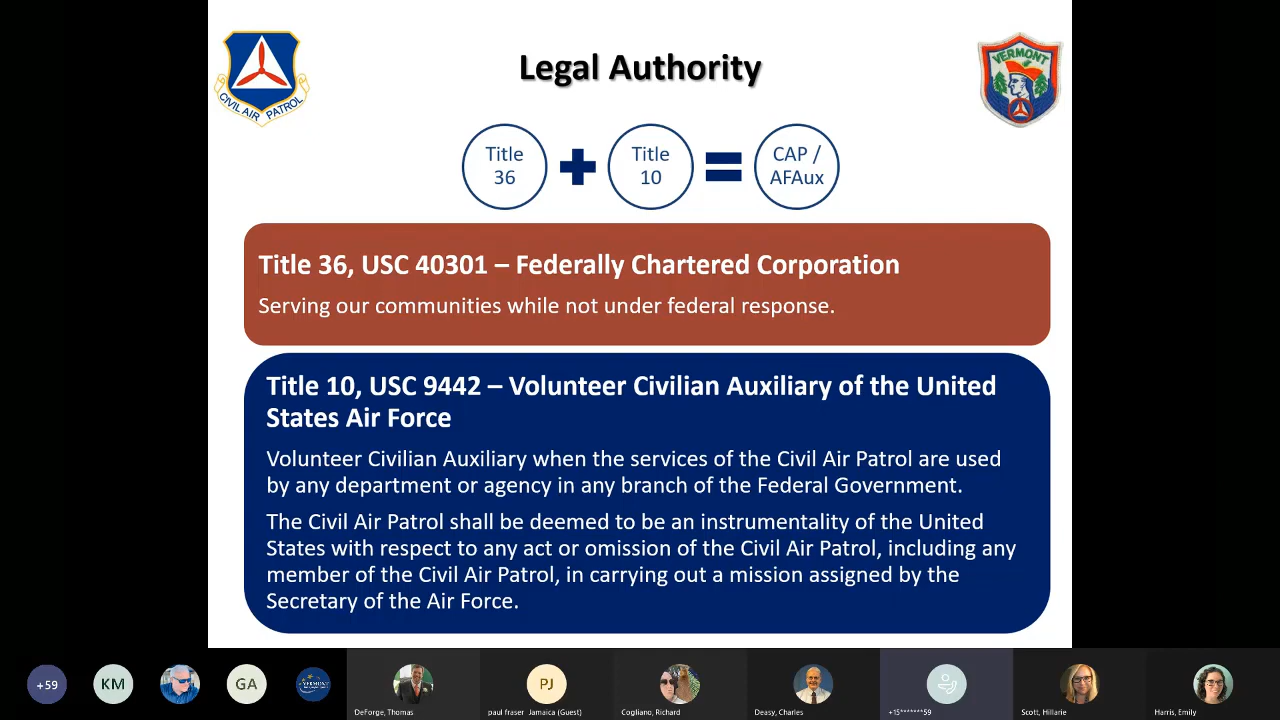 Legal Authority
CIVIL AIR PATROL
VERMONT
Title
36
Title
10
CAP /
AFAux
Title 36, USC 40301 – Federally Chartered Corporation
Serving our communities while not under federal response.
Title 10, USC 9442 – Volunteer Civilian Auxiliary of the United
States Air Force
Volunteer Civilian Auxiliary when the services of the Civil Air Patrol are used
by any department or agency in any branch of the Federal Government.
The Civil Air Patrol shall be deemed to be an instrumentality of the United
States with respect to any act or omission of the Civil Air Patrol, including any
member of the Civil Air Patrol, in carrying out a mission assigned by the
Secretary of the Air Force.
+59
KM
GA
VERMONT
PJ
DeForge, Thomas
paul fraser Jamaica (Guest)
Cogliano, Richard
Deasy, Charles
+15*******59
Scott, Hillarie
Harris, Emily